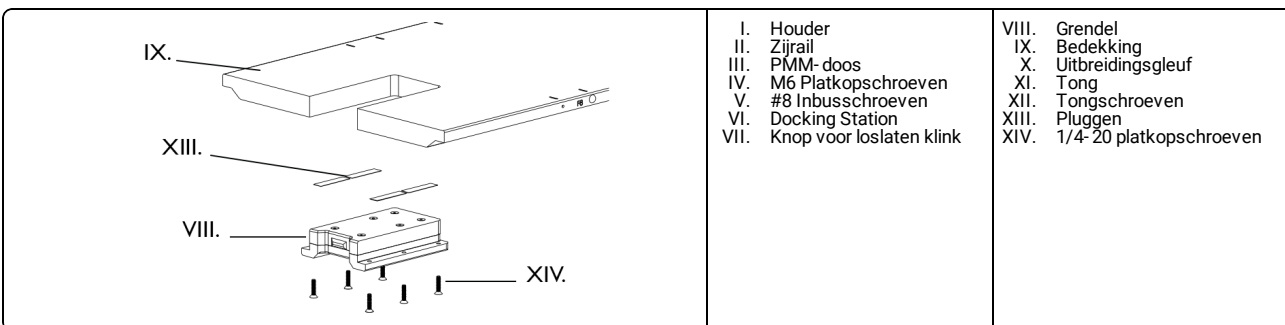 IX.
XIII.
VIII.
XIV.
I. Houder
II. Zijrail
III. PMM-doos
IV. M6 Platkopschroeven
V. #8 Inbusschroeven
VI. Docking Station
VII. Knop voor loslaten klink
VIII. Grendel
IX. Bedekking
X. Uitbreidingsgleuf
XI. Tong
XII. Tongschroeven
XIII. Pluggen
XIV. 1/4-20 platkopschroeven